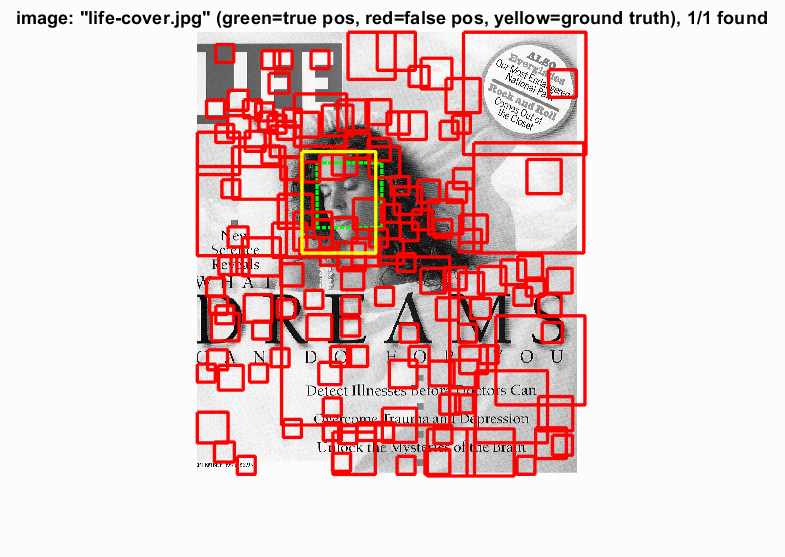 image: "life-cover.jpg" (green=true pos, red=false pos, yellow=ground truth), 1/1 found
LIFE
ALSO
Everglades
Our Most Endangered
National Park
Rock and Roll
Comes Out of
the Closet
New
Science
Reveals
WHAT
DREAMS
CAN DO FOR YOU
Detect Illnesses Before Doctors Can
Overcome Trauma and Depression
Unlock the Mysteries of the Brain